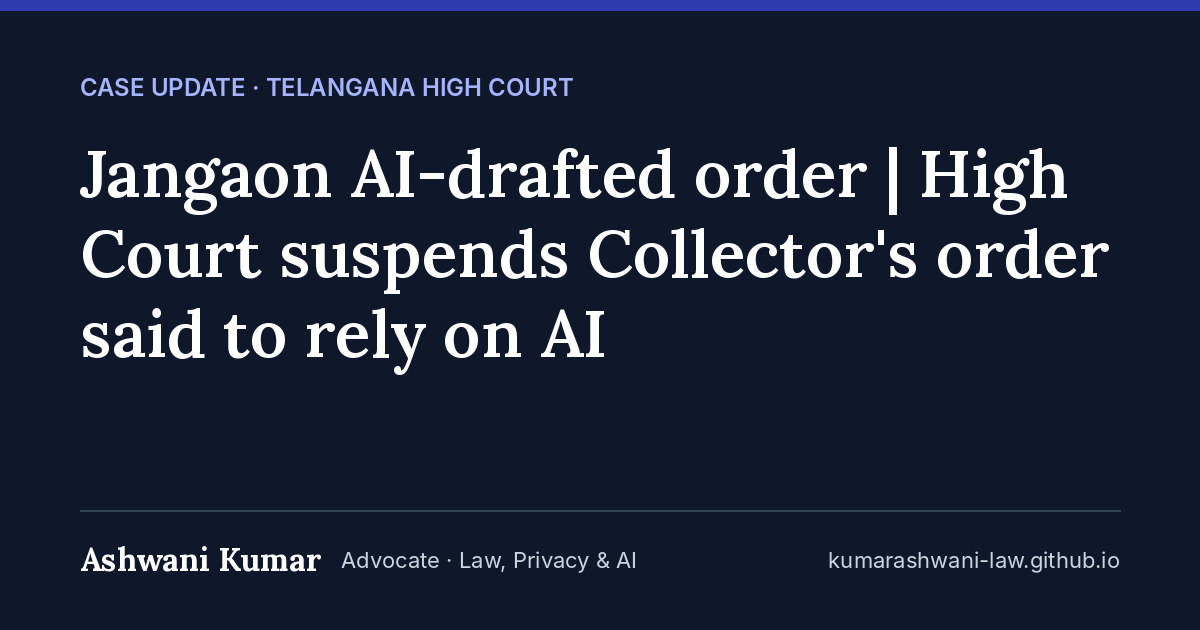 CASE UPDATE · TELANGANA HIGH COURT
Jangaon AI-drafted order | High
Court suspends Collector's order
said to rely on AI
Ashwani Kumar Advocate · Law, Privacy & AI kumarashwani-law.github.io